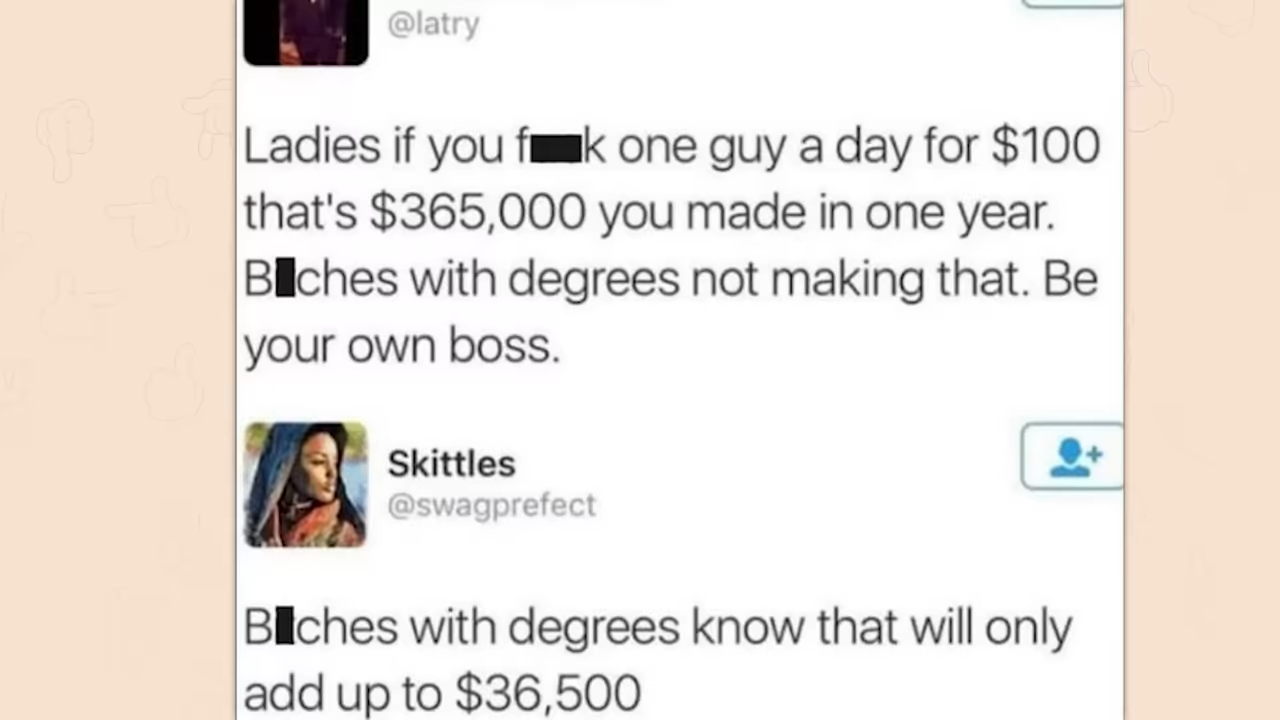 @latry
Ladies if you f■k one guy a day for $100
that's $365,000 you made in one year.
B■ches with degrees not making that. Be
your own boss.
Skittles
@swagprefect
B■ches with degrees know that will only
add up to $36,500